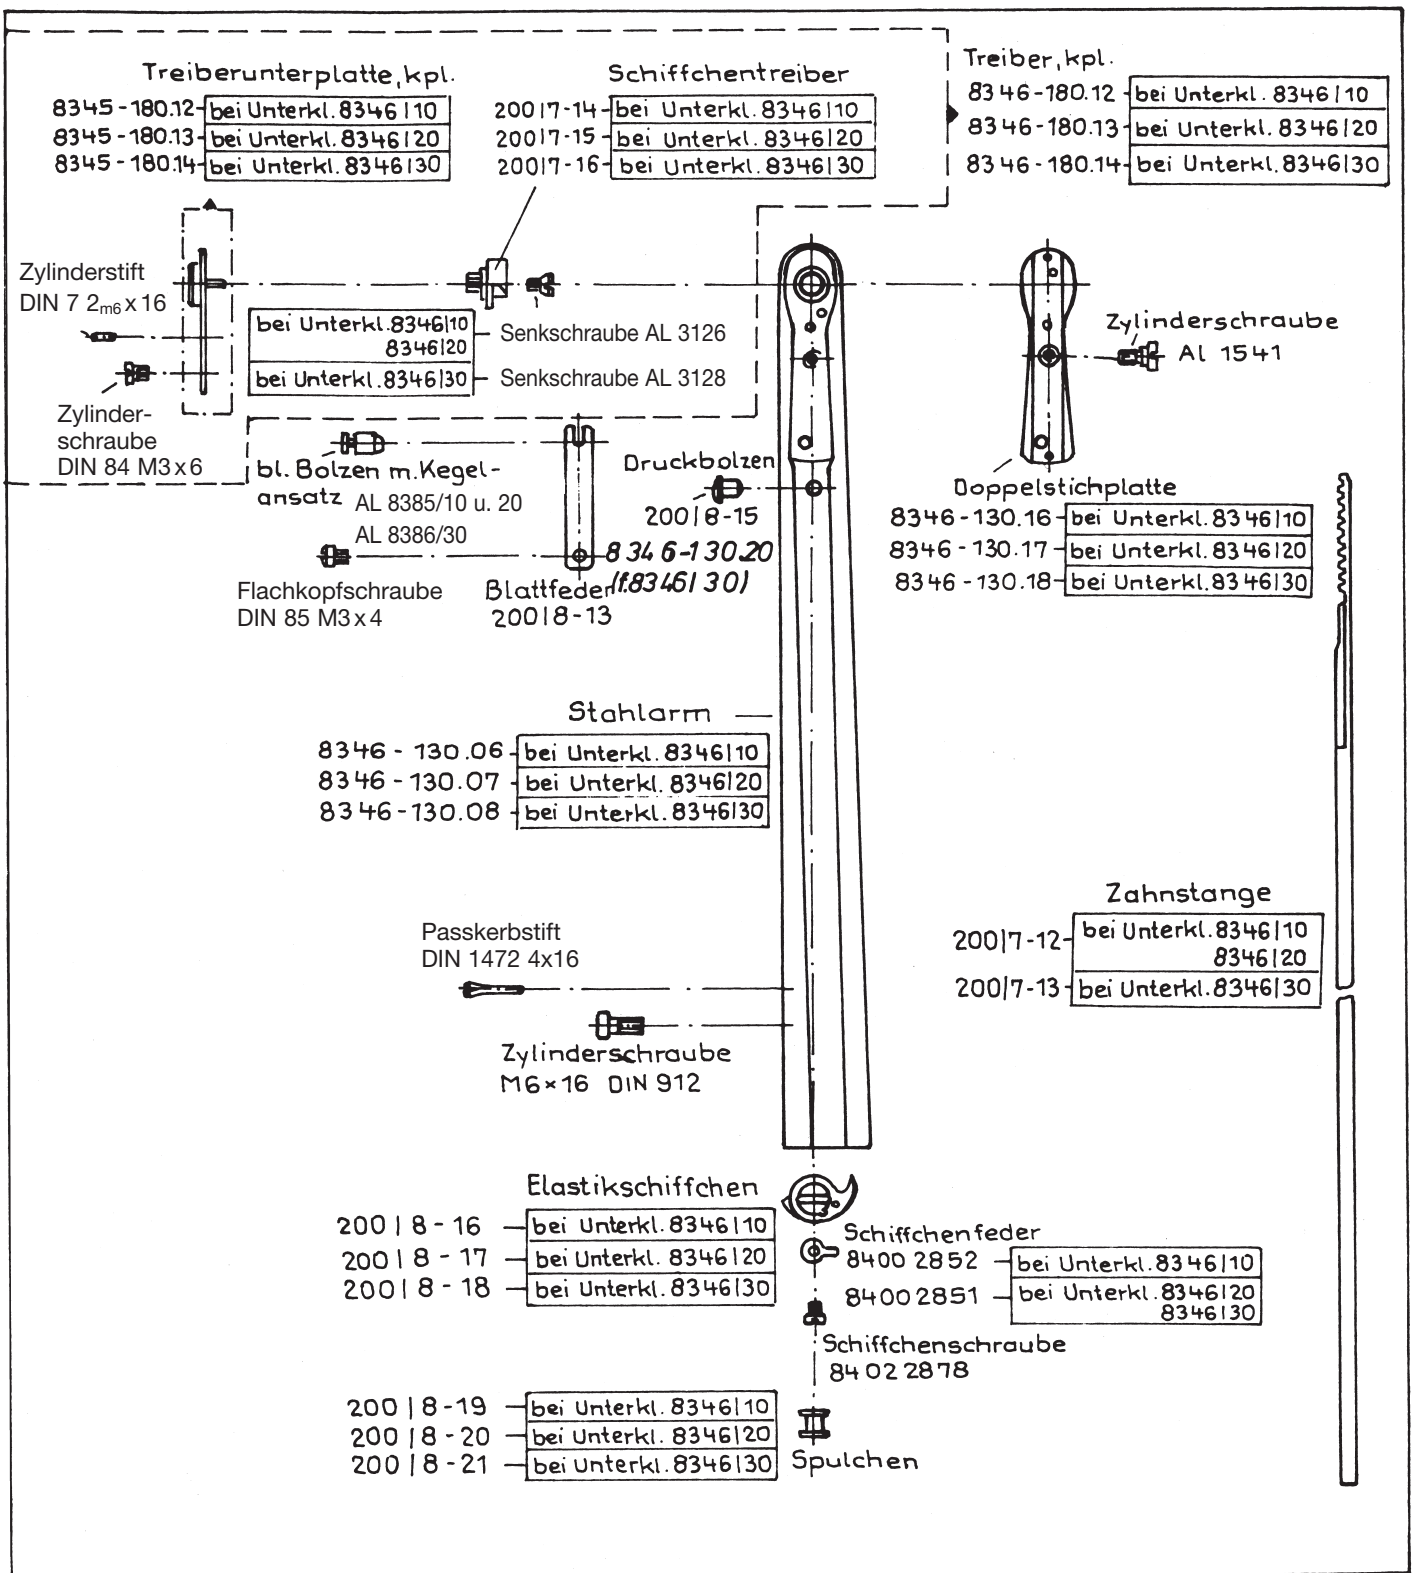 Treiberunterplatte, kpl.
8345-180.12 bei Unterkl. 8346|10
8345-180.13 bei Unterkl. 8346|20
8345-180.14 bei Unterkl. 8346|30
Schiffchentreiber
200|7-14 bei Unterkl. 8346|10
200|7-15 bei Unterkl. 8346|20
200|7-16 bei Unterkl. 8346|30
Treiber, kpl.
8346-180.12 bei Unterkl. 8346|10
8346-180.13 bei Unterkl. 8346|20
8346-180.14 bei Unterkl. 8346|30
Zylinderstift
DIN 7 2m6 x 16
bei Unterkl. 8346|10
8346|20
Senkschraube AL 3126
bei Unterkl. 8346|30
Senkschraube AL 3128
Zylinderschraube
Al 1541
Zylinder-
schraube
DIN 84 M3 x 6
bl. Bolzen m. Kegel-
ansatz AL 8385/10 u. 20
AL 8386/30
Druckbolzen
200|8-15
8346-130.20
(f. 8346|30)
Flachkopfschraube
DIN 85 M3 x 4
Blattfeder
200|8-13
Doppelstichplatte
8346-130.16 bei Unterkl. 8346|10
8346-130.17 bei Unterkl. 8346|20
8346-130.18 bei Unterkl. 8346|30
Stahlarm
8346-130.06 bei Unterkl. 8346|10
8346-130.07 bei Unterkl. 8346|20
8346-130.08 bei Unterkl. 8346|30
Zahnstange
200|7-12 bei Unterkl. 8346|10
8346|20
200|7-13 bei Unterkl. 8346|30
Passkerbstift
DIN 1472 4x16
Zylinderschraube
M6x16 DIN 912
Elastikschiffchen
200|8-16 bei Unterkl. 8346|10
200|8-17 bei Unterkl. 8346|20
200|8-18 bei Unterkl. 8346|30
Schiffchenfeder
8400 2852 bei Unterkl. 8346|10
8400 2851 bei Unterkl. 8346|20
8346|30
Schiffchenschraube
8402 2878
200|8-19 bei Unterkl. 8346|10
200|8-20 bei Unterkl. 8346|20
200|8-21 bei Unterkl. 8346|30
Spulchen